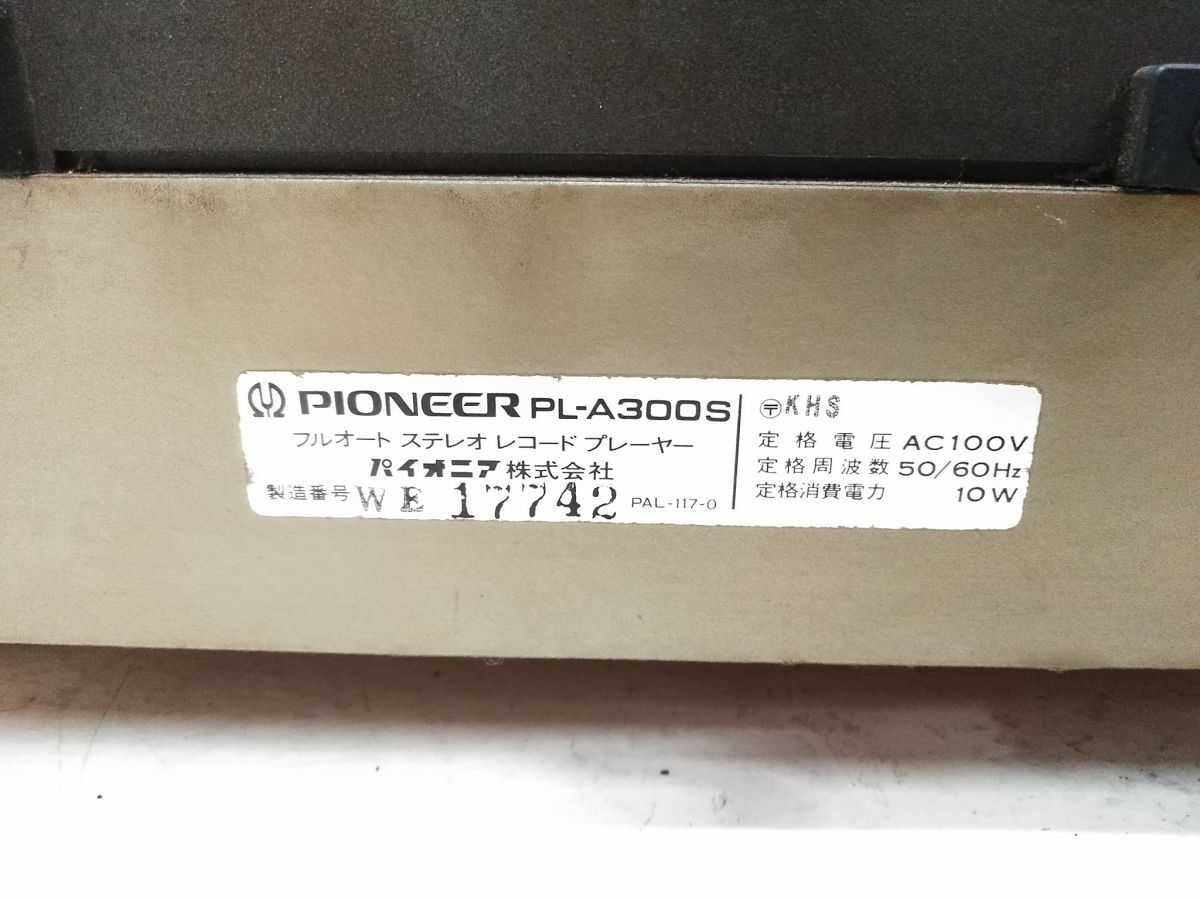 PIONEER PL-A300S
フルオート ステレオ レコード プレーヤー
パイオニア株式会社
製造番号 WE 17742 PAL-117-0
〒KHS
定格電圧 AC100V
定格周波数 50/60Hz
定格消費電力 10W